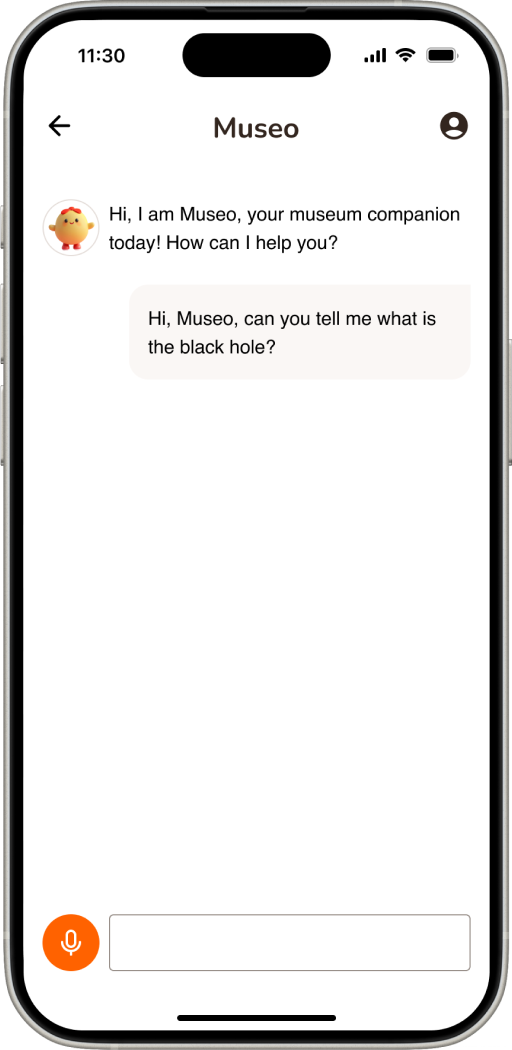 11:30
Museo
Hi, I am Museo, your museum companion
today! How can I help you?
Hi, Museo, can you tell me what is
the black hole?